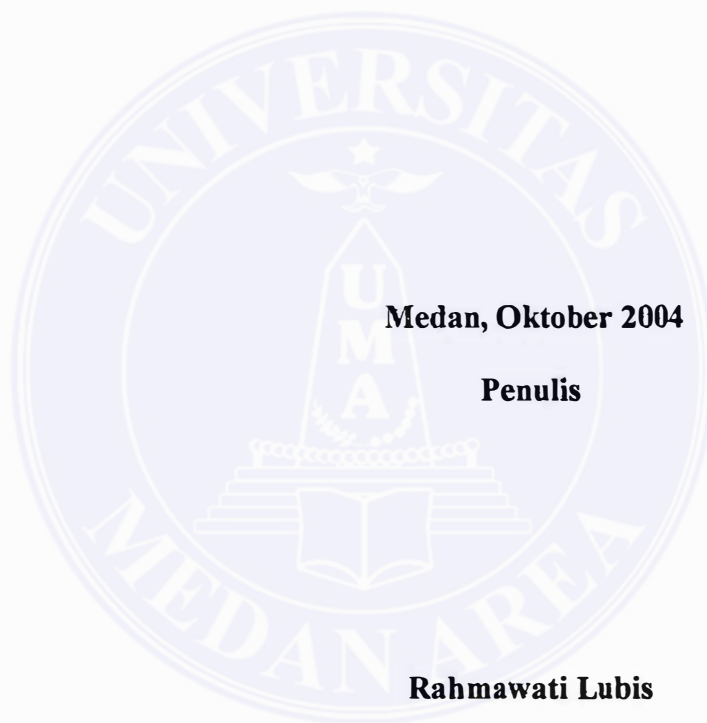 UNIVERSITAS
U
M
A
Medan, Oktober 2004
Penulis
MEDAN AREA
Rahmawati Lubis